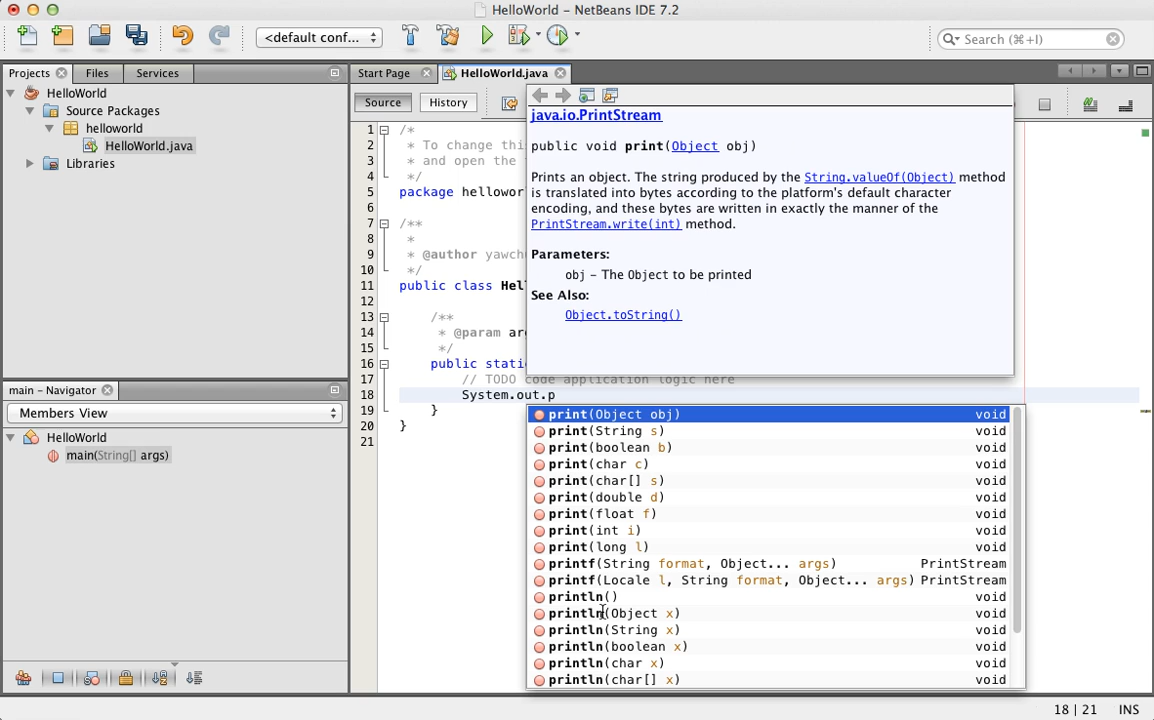 HelloWorld – NetBeans IDE 7.2
<default conf...
Search (⌘+I)
Projects
Files
Services
Start Page
HelloWorld.java
HelloWorld
Source Packages
helloworld
HelloWorld.java
Libraries
Source
History
java.io.PrintStream
public void print(Object obj)
Prints an object. The string produced by the String.valueOf(Object) method
is translated into bytes according to the platform's default character
encoding, and these bytes are written in exactly the manner of the
PrintStream.write(int) method.
Parameters:
obj – The Object to be printed
See Also:
Object.toString()
1 /*
2 * To change thi
3 * and open the
4 */
5 package hellowor
6
7 /**
8 *
9 * @author yawch
10 */
11 public class Hel
12
13 /**
14 * @param ar
15 */
16 public stati
17 // TODO code application logic here
18 System.out.p
19 }
20 }
21
print(Object obj) void
print(String s) void
print(boolean b) void
print(char c) void
print(char[] s) void
print(double d) void
print(float f) void
print(int i) void
print(long l) void
printf(String format, Object... args) PrintStream
printf(Locale l, String format, Object... args) PrintStream
println() void
println(Object x) void
println(String x) void
println(boolean x) void
println(char x) void
println(char[] x) void
main – Navigator
Members View
HelloWorld
main(String[] args)
18 | 21 INS